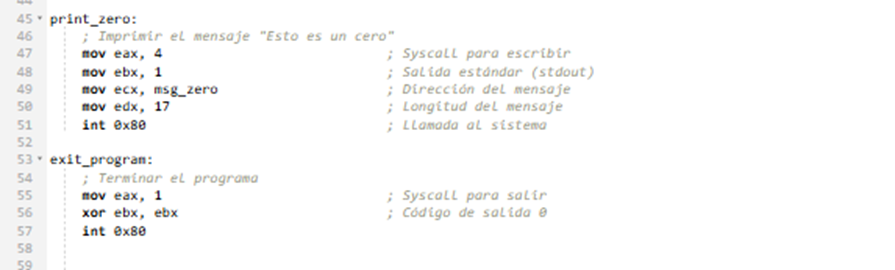 44
45 print_zero:
46 ; Imprimir el mensaje "Esto es un cero"
47 mov eax, 4 ; Syscall para escribir
48 mov ebx, 1 ; Salida estándar (stdout)
49 mov ecx, msg_zero ; Dirección del mensaje
50 mov edx, 17 ; Longitud del mensaje
51 int 0x80 ; Llamada al sistema
52
53 exit_program:
54 ; Terminar el programa
55 mov eax, 1 ; Syscall para salir
56 xor ebx, ebx ; Código de salida 0
57 int 0x80
58
59